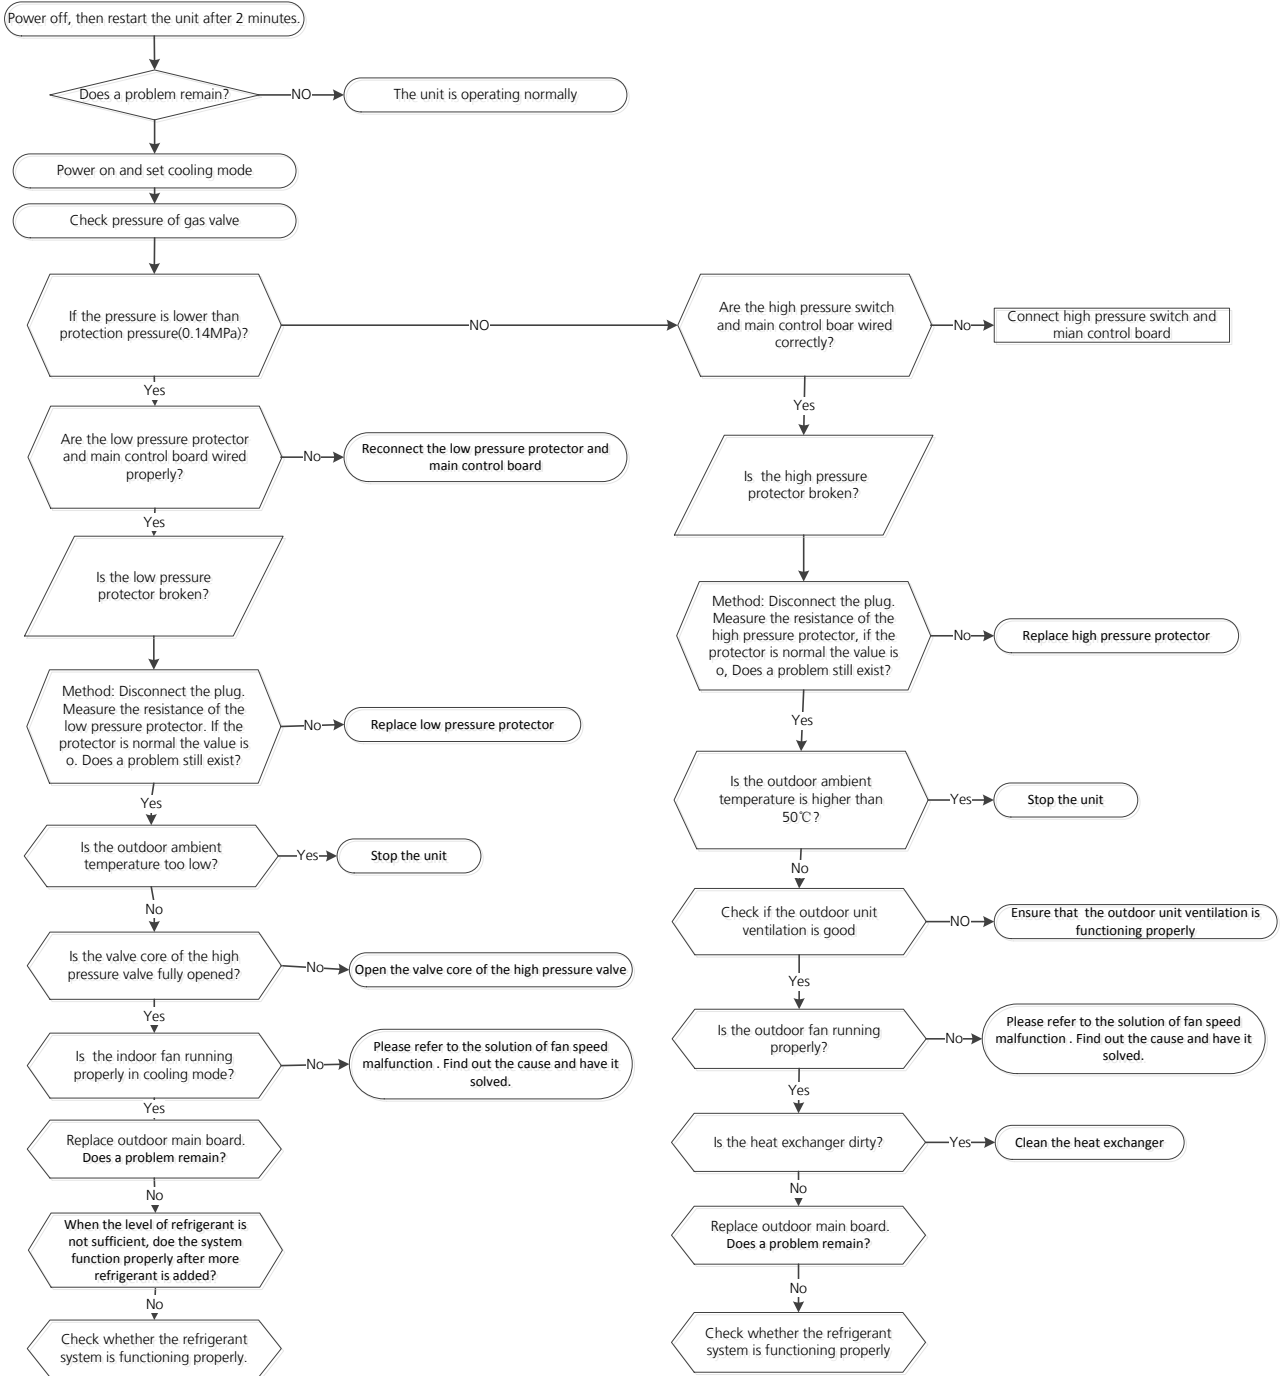 Power off, then restart the unit after 2 minutes.
Does a problem remain?
NO
The unit is operating normally
Power on and set cooling mode
Check pressure of gas valve
If the pressure is lower than
protection pressure(0.14MPa)?
NO
Are the high pressure switch
and main control boar wired
correctly?
No
Connect high pressure switch and
mian control board
Yes
Are the low pressure protector
and main control board wired
properly?
No
Reconnect the low pressure protector and
main control board
Yes
Is the low pressure
protector broken?
Method: Disconnect the plug.
Measure the resistance of the
low pressure protector. If the
protector is normal the value is
o. Does a problem still exist?
No
Replace low pressure protector
Yes
Is the outdoor ambient
temperature too low?
Yes
Stop the unit
No
Is the valve core of the high
pressure valve fully opened?
No
Open the valve core of the high pressure valve
Yes
Is the indoor fan running
properly in cooling mode?
No
Please refer to the solution of fan speed
malfunction . Find out the cause and have it
solved.
Yes
Replace outdoor main board.
Does a problem remain?
No
When the level of refrigerant is
not sufficient, doe the system
function properly after more
refrigerant is added?
No
Check whether the refrigerant
system is functioning properly.
Yes
Is the high pressure
protector broken?
Method: Disconnect the plug.
Measure the resistance of the
high pressure protector, if the
protector is normal the value is
o, Does a problem still exist?
No
Replace high pressure protector
Yes
Is the outdoor ambient
temperature is higher than
50℃?
Yes
Stop the unit
No
Check if the outdoor unit
ventilation is good
NO
Ensure that the outdoor unit ventilation is
functioning properly
Yes
Is the outdoor fan running
properly?
No
Please refer to the solution of fan speed
malfunction . Find out the cause and have it
solved.
Yes
Is the heat exchanger dirty?
Yes
Clean the heat exchanger
No
Replace outdoor main board.
Does a problem remain?
No
Check whether the refrigerant
system is functioning properly